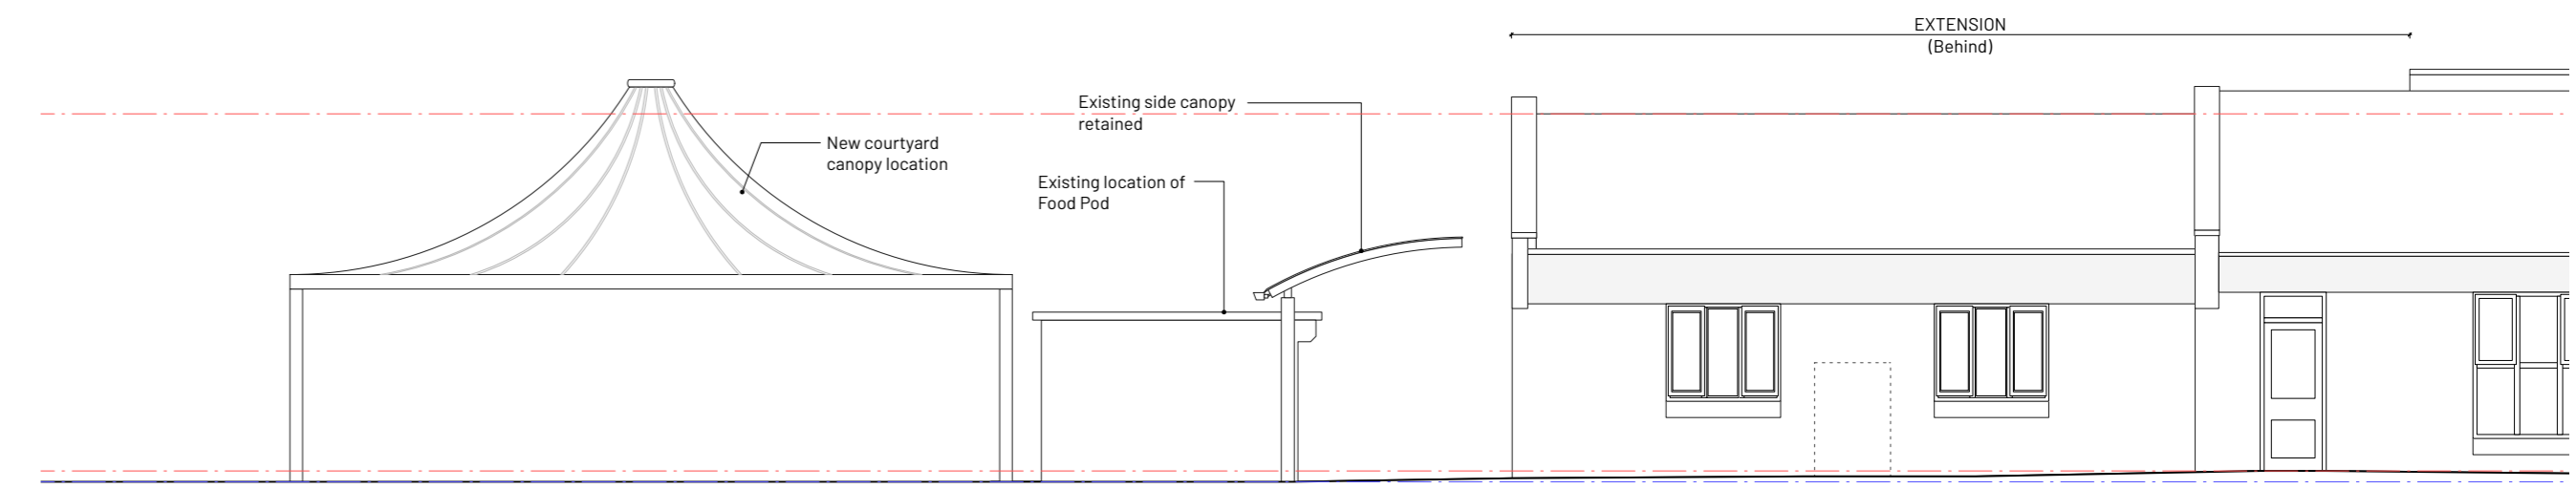 EXTENSION
(Behind)
Existing side canopy
retained
New courtyard
canopy location
Existing location of
Food Pod